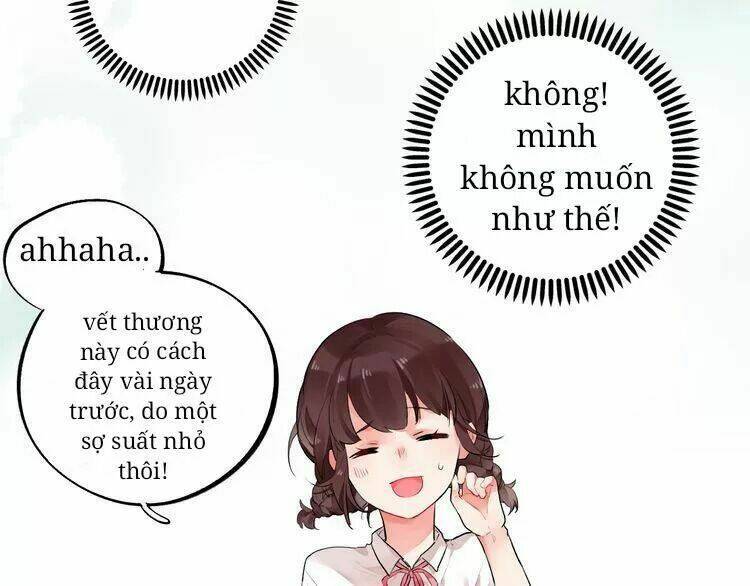 không!
mình
không muốn
như thế!
ahhaha..
vết thương
này có cách
đây vài ngày
trước, do một
sợ suất nhỏ
thôi!